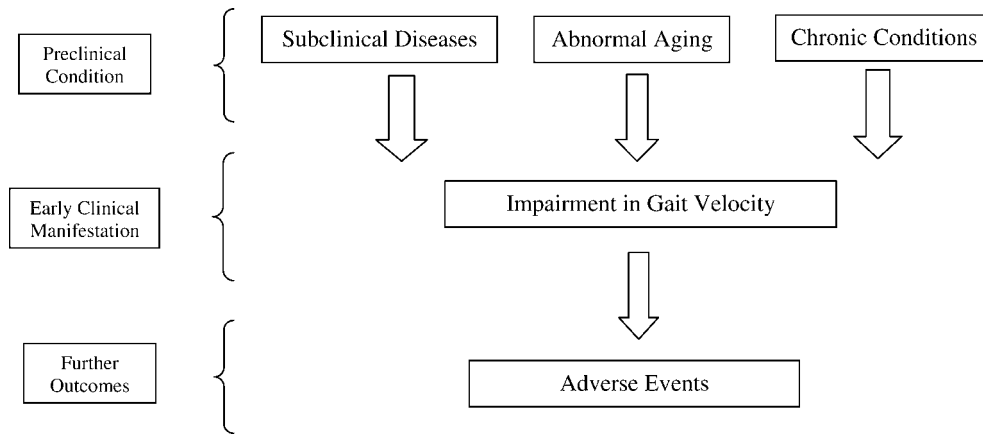 Preclinical
Condition
Subclinical Diseases
Abnormal Aging
Chronic Conditions
Early Clinical
Manifestation
Impairment in Gait Velocity
Further
Outcomes
Adverse Events